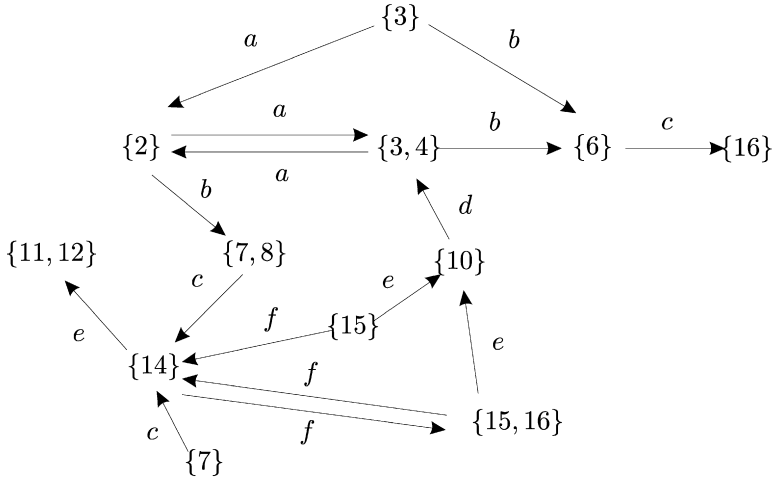 {3}
a
b
a
{2}
{3, 4}
b
{6}
c
{16}
a
b
d
{11, 12}
{7, 8}
{10}
c
e
e
f
{15}
e
{14}
f
f
{15, 16}
c
{7}